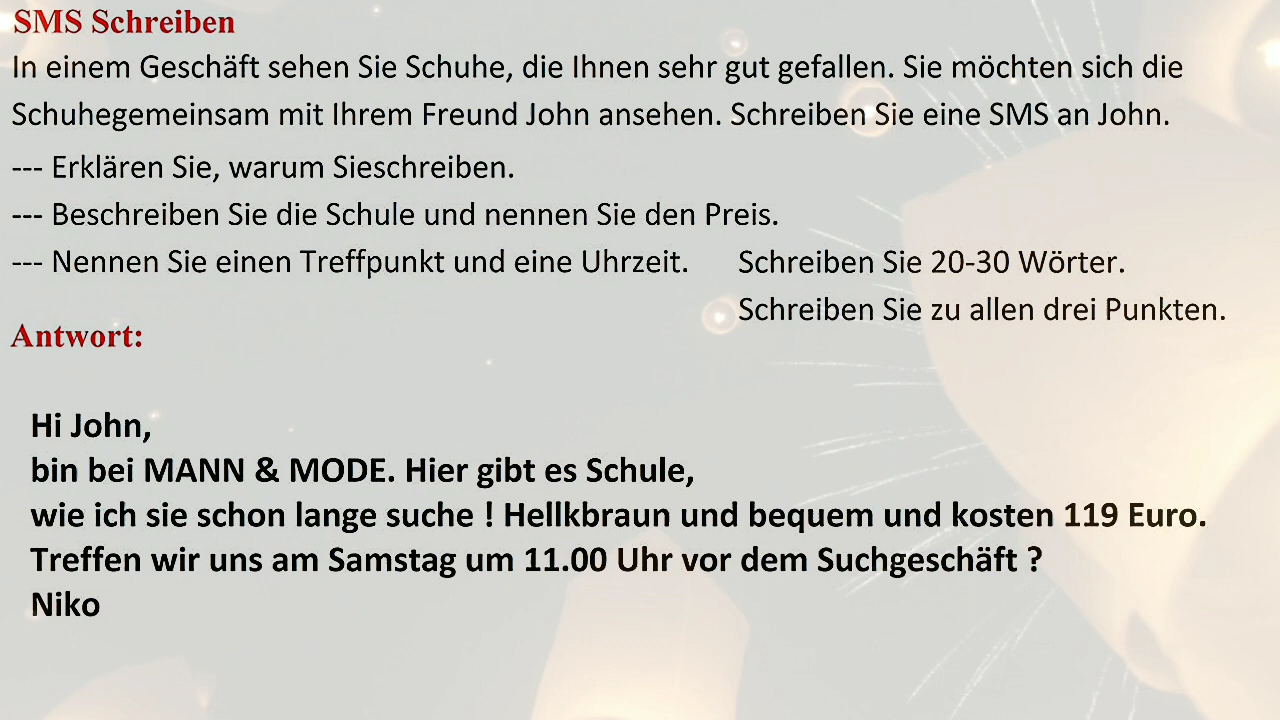 SMS Schreiben
In einem Geschäft sehen Sie Schuhe, die Ihnen sehr gut gefallen. Sie möchten sich die
Schuhegemeinsam mit Ihrem Freund John ansehen. Schreiben Sie eine SMS an John.
--- Erklären Sie, warum Sieschreiben.
--- Beschreiben Sie die Schule und nennen Sie den Preis.
--- Nennen Sie einen Treffpunkt und eine Uhrzeit.
Schreiben Sie 20-30 Wörter.
Schreiben Sie zu allen drei Punkten.
Antwort:
Hi John,
bin bei MANN & MODE. Hier gibt es Schule,
wie ich sie schon lange suche ! Hellkbraun und bequem und kosten 119 Euro.
Treffen wir uns am Samstag um 11.00 Uhr vor dem Suchgeschäft ?
Niko